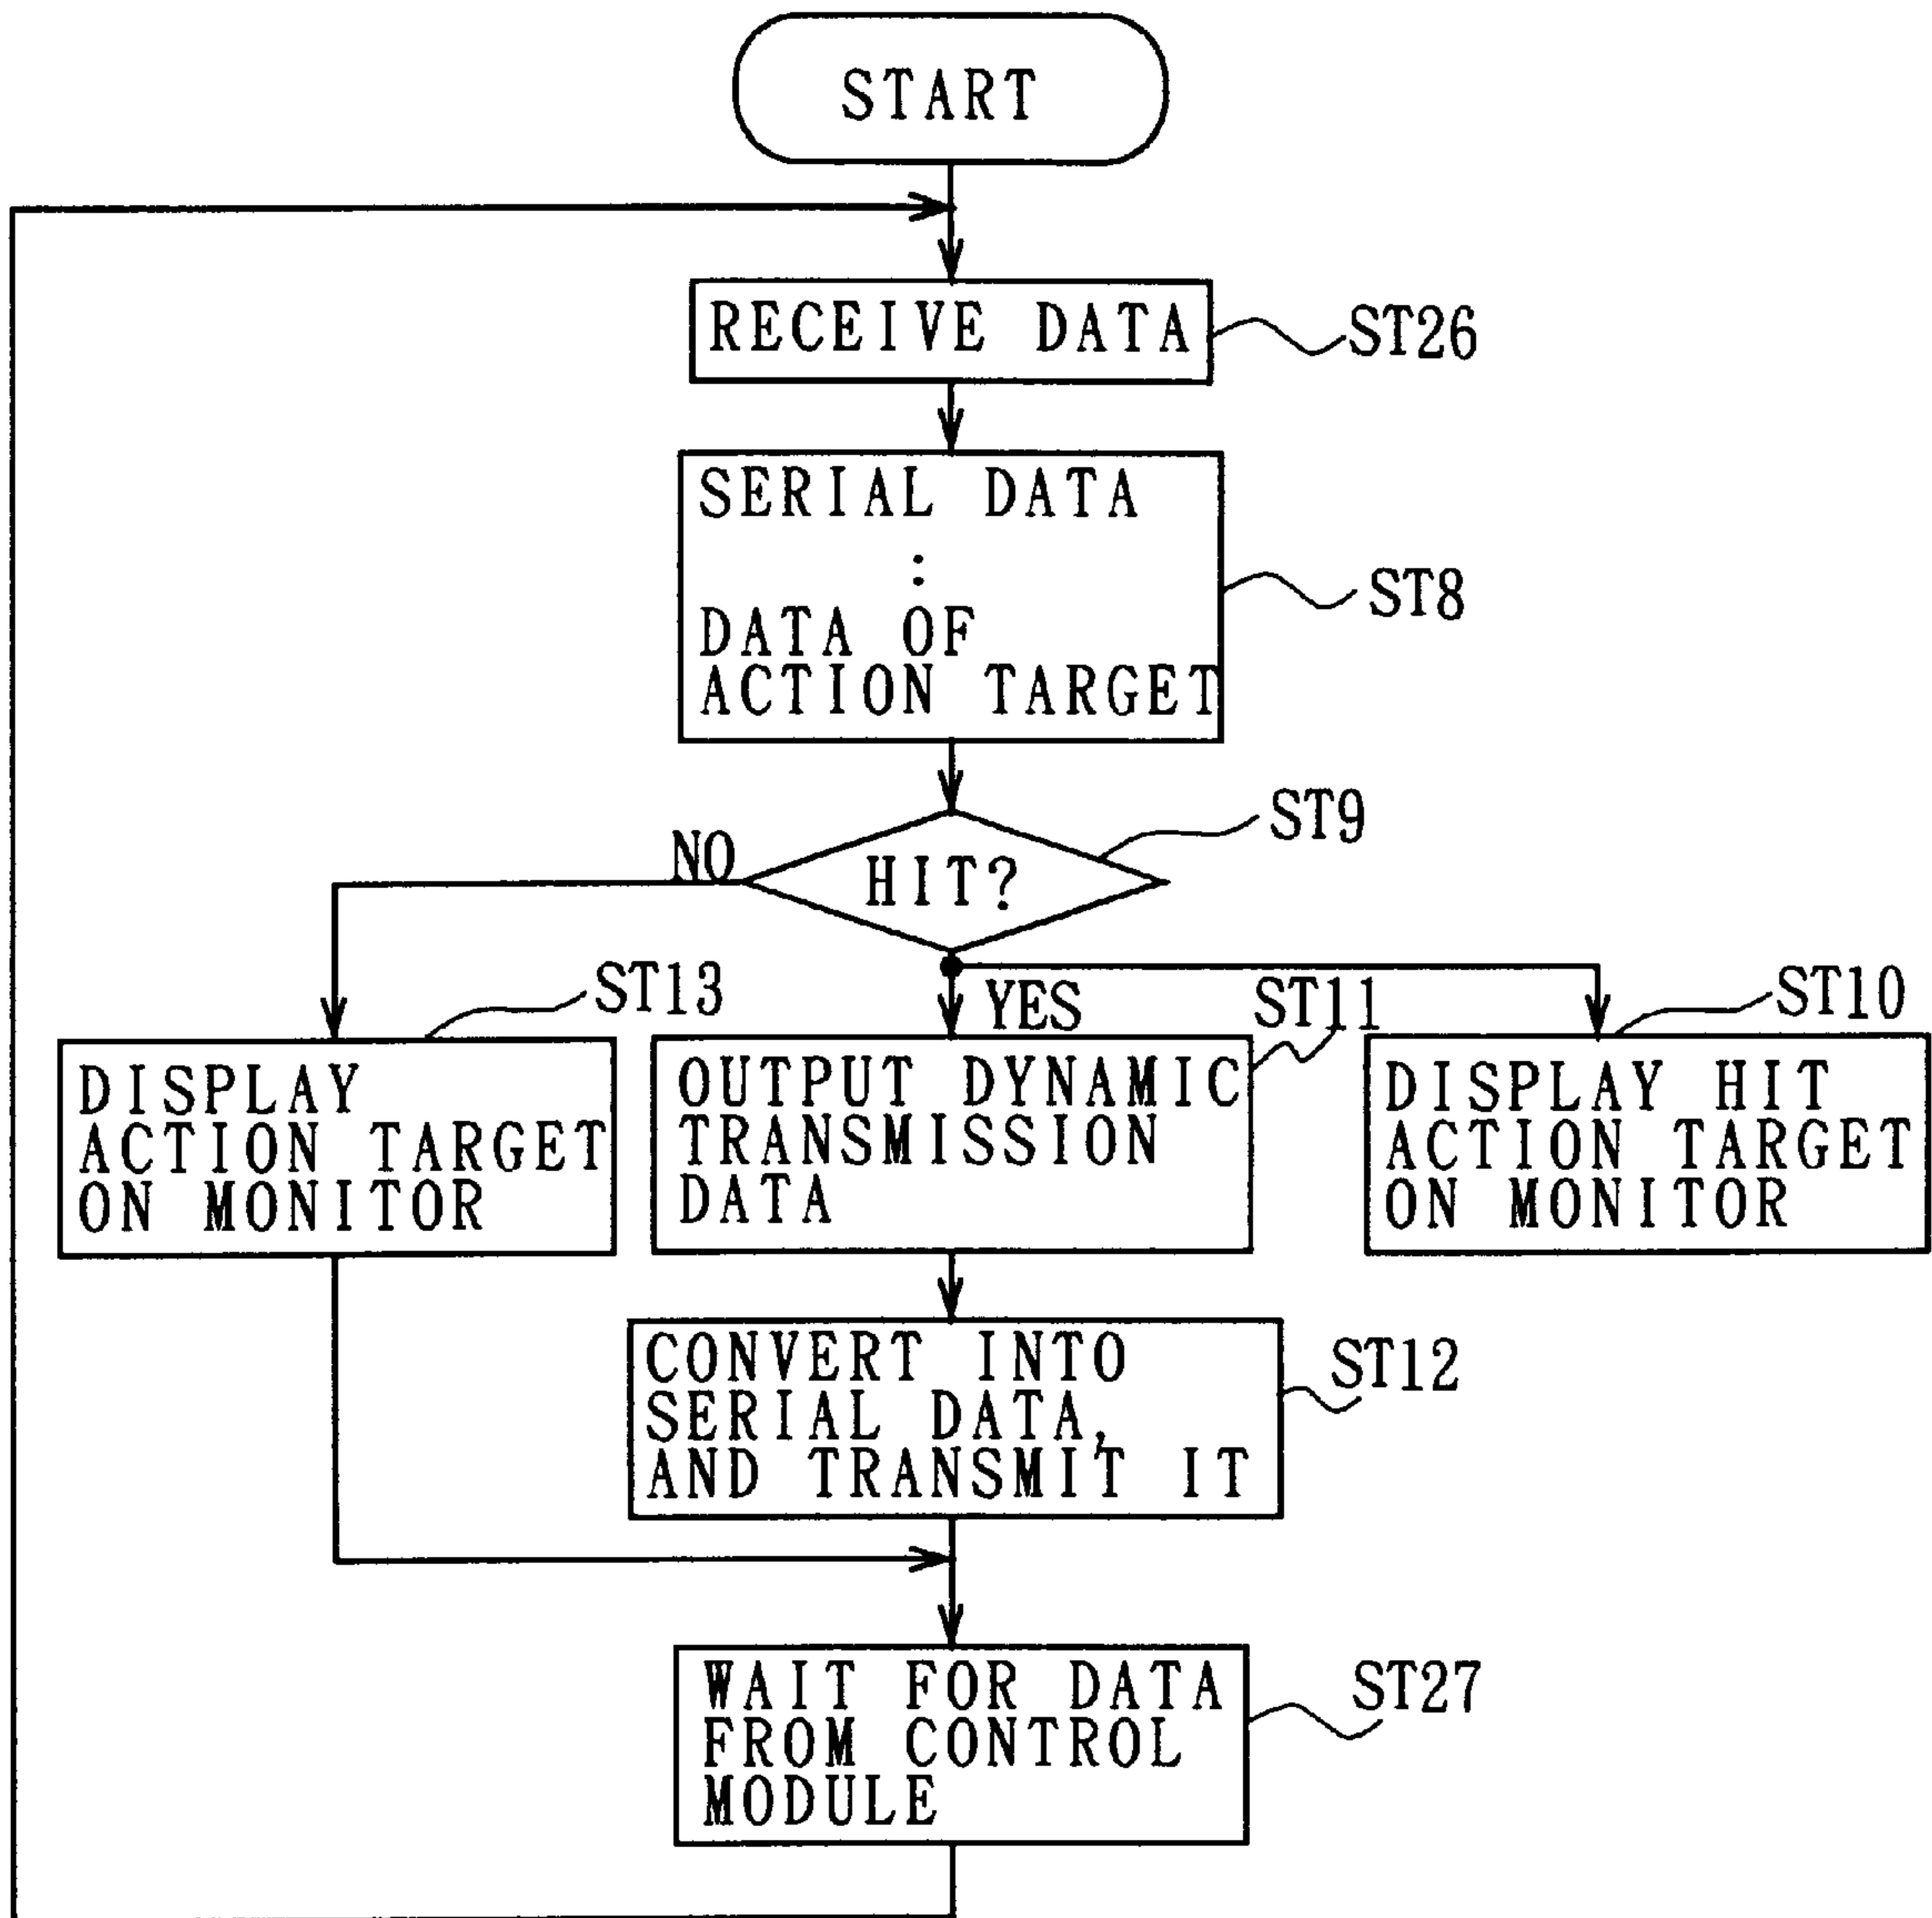 START
RECEIVE DATA
ST26
SERIAL DATA
:
DATA OF
ACTION TARGET
ST8
HIT?
ST9
NO
YES
ST13
DISPLAY
ACTION TARGET
ON MONITOR
ST11
OUTPUT DYNAMIC
TRANSMISSION
DATA
ST10
DISPLAY HIT
ACTION TARGET
ON MONITOR
CONVERT INTO
SERIAL DATA,
AND TRANSMIT IT
ST12
WAIT FOR DATA
FROM CONTROL
MODULE
ST27